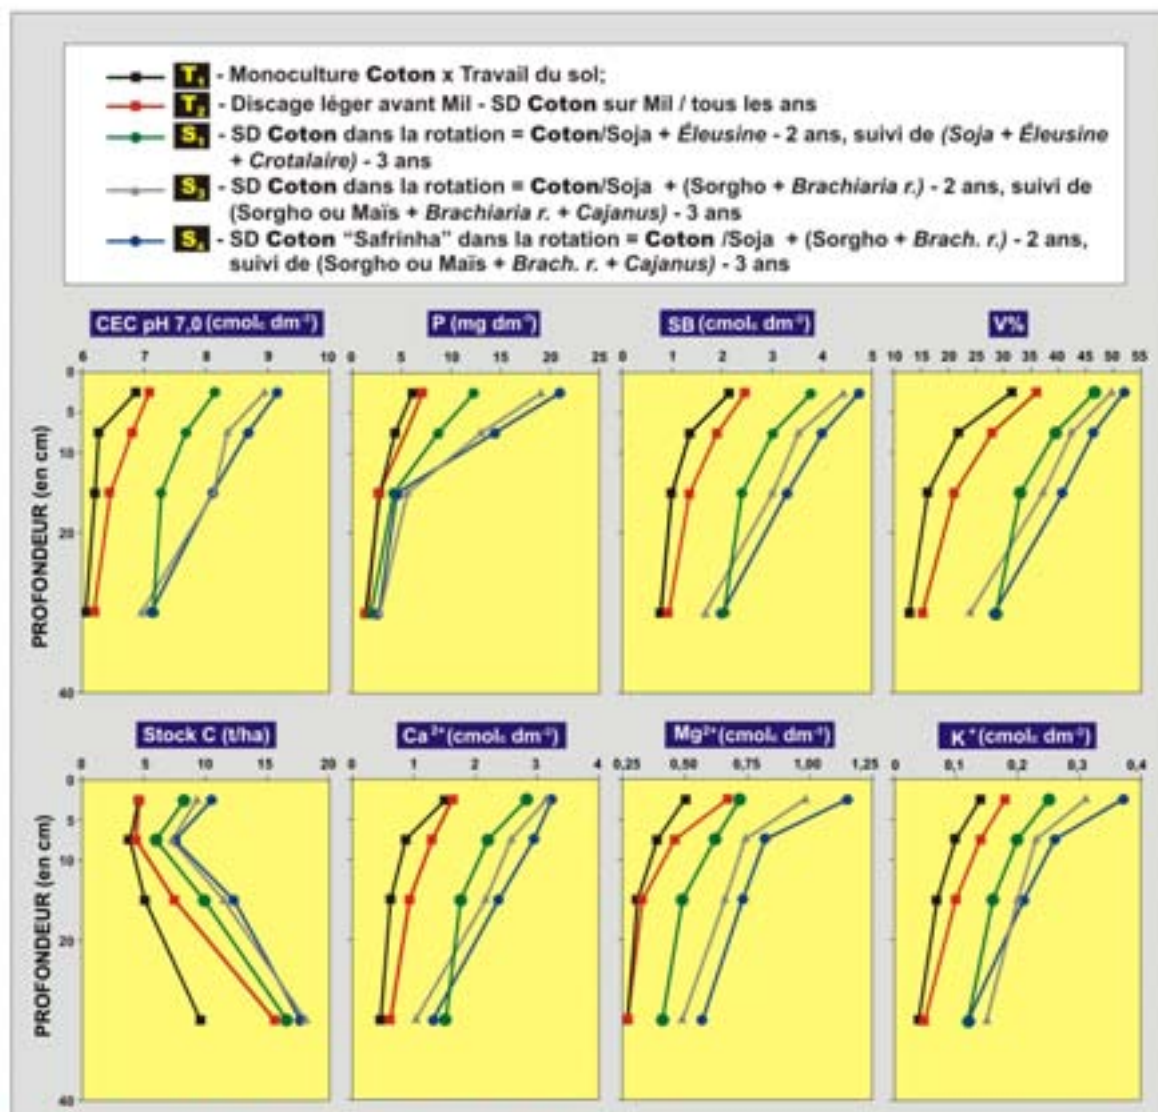 T₁ - Monoculture Coton x Travail du sol;
T₂ - Discage léger avant Mil - SD Coton sur Mil / tous les ans
S₁ - SD Coton dans la rotation = Coton/Soja + Éleusine - 2 ans, suivi de (Soja + Éleusine
+ Crotalaire) - 3 ans
S₃ - SD Coton dans la rotation = Coton/Soja + (Sorgho + Brachiaria r.) - 2 ans, suivi de
(Sorgho ou Maïs + Brachiaria r. + Cajanus) - 3 ans
S₄ - SD Coton “Safrinha” dans la rotation = Coton /Soja + (Sorgho + Brach. r.) - 2 ans,
suivi de (Sorgho ou Maïs + Brach. r. + Cajanus) - 3 ans
CEC pH 7,0 (cmolc dm⁻³) P (mg dm⁻³) SB (cmolc dm⁻³) V%
6 7 8 9 10 0 5 10 15 20 25 0 1 2 3 4 5 10 15 20 25 30 35 40 45 50 55
0
5
10
20
40
PROFONDEUR (en cm)
Stock C (t/ha) Ca²⁺ (cmolc dm⁻³) Mg²⁺ (cmolc dm⁻³) K⁺ (cmolc dm⁻³)
0 5 10 15 20 0 1 2 3 4 0,25 0,50 0,75 1,00 1,25 0 0,1 0,2 0,3 0,4
0
5
10
20
40
PROFONDEUR (en cm)